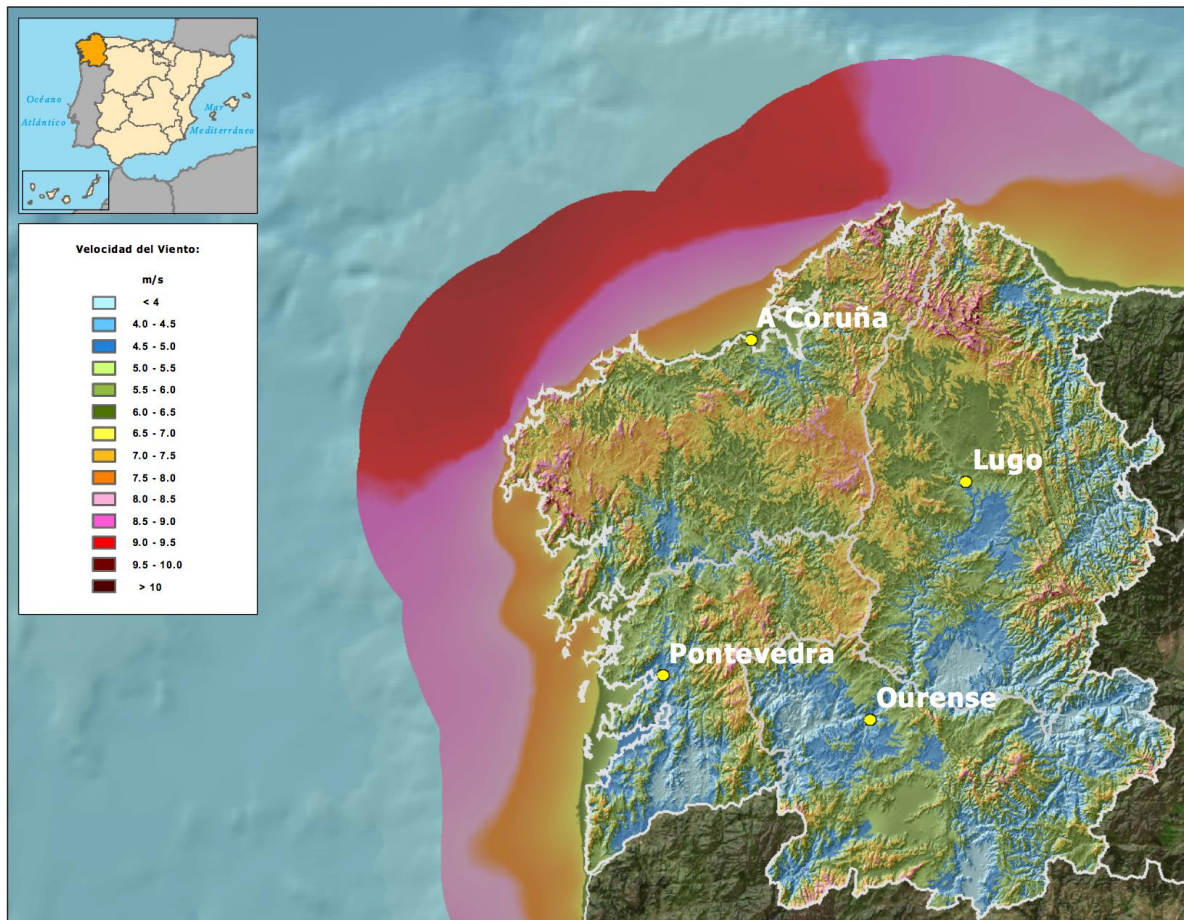 Océano
Atlántico
Mar
Mediterráneo
Velocidad del Viento:
m/s
< 4
4.0 - 4.5
4.5 - 5.0
5.0 - 5.5
5.5 - 6.0
6.0 - 6.5
6.5 - 7.0
7.0 - 7.5
7.5 - 8.0
8.0 - 8.5
8.5 - 9.0
9.0 - 9.5
9.5 - 10.0
> 10
A Coruña
Lugo
Pontevedra
Ourense